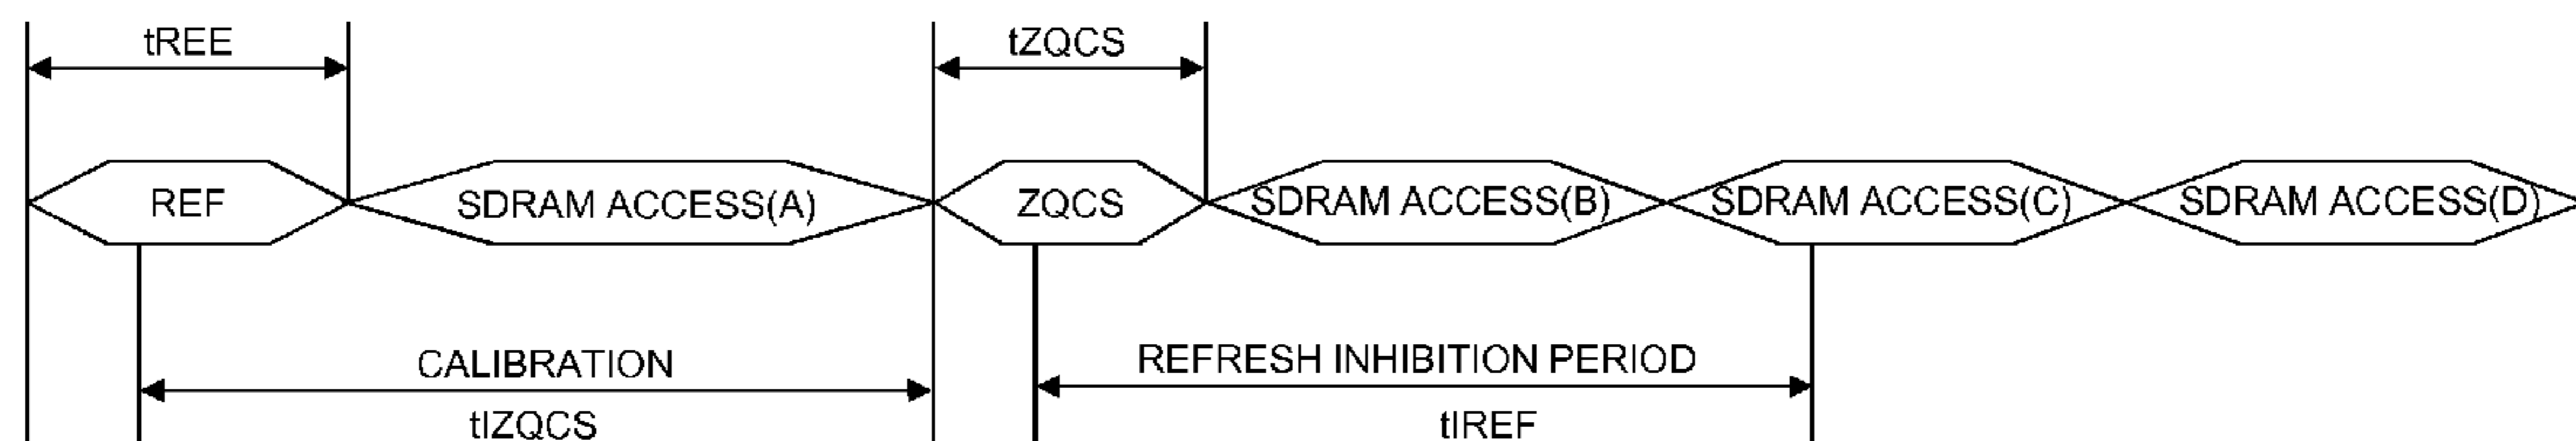 tREE
tZQCS
REF
SDRAM ACCESS(A)
ZQCS
SDRAM ACCESS(B)
SDRAM ACCESS(C)
SDRAM ACCESS(D)
CALIBRATION
tIZQCS
REFRESH INHIBITION PERIOD
tIREF